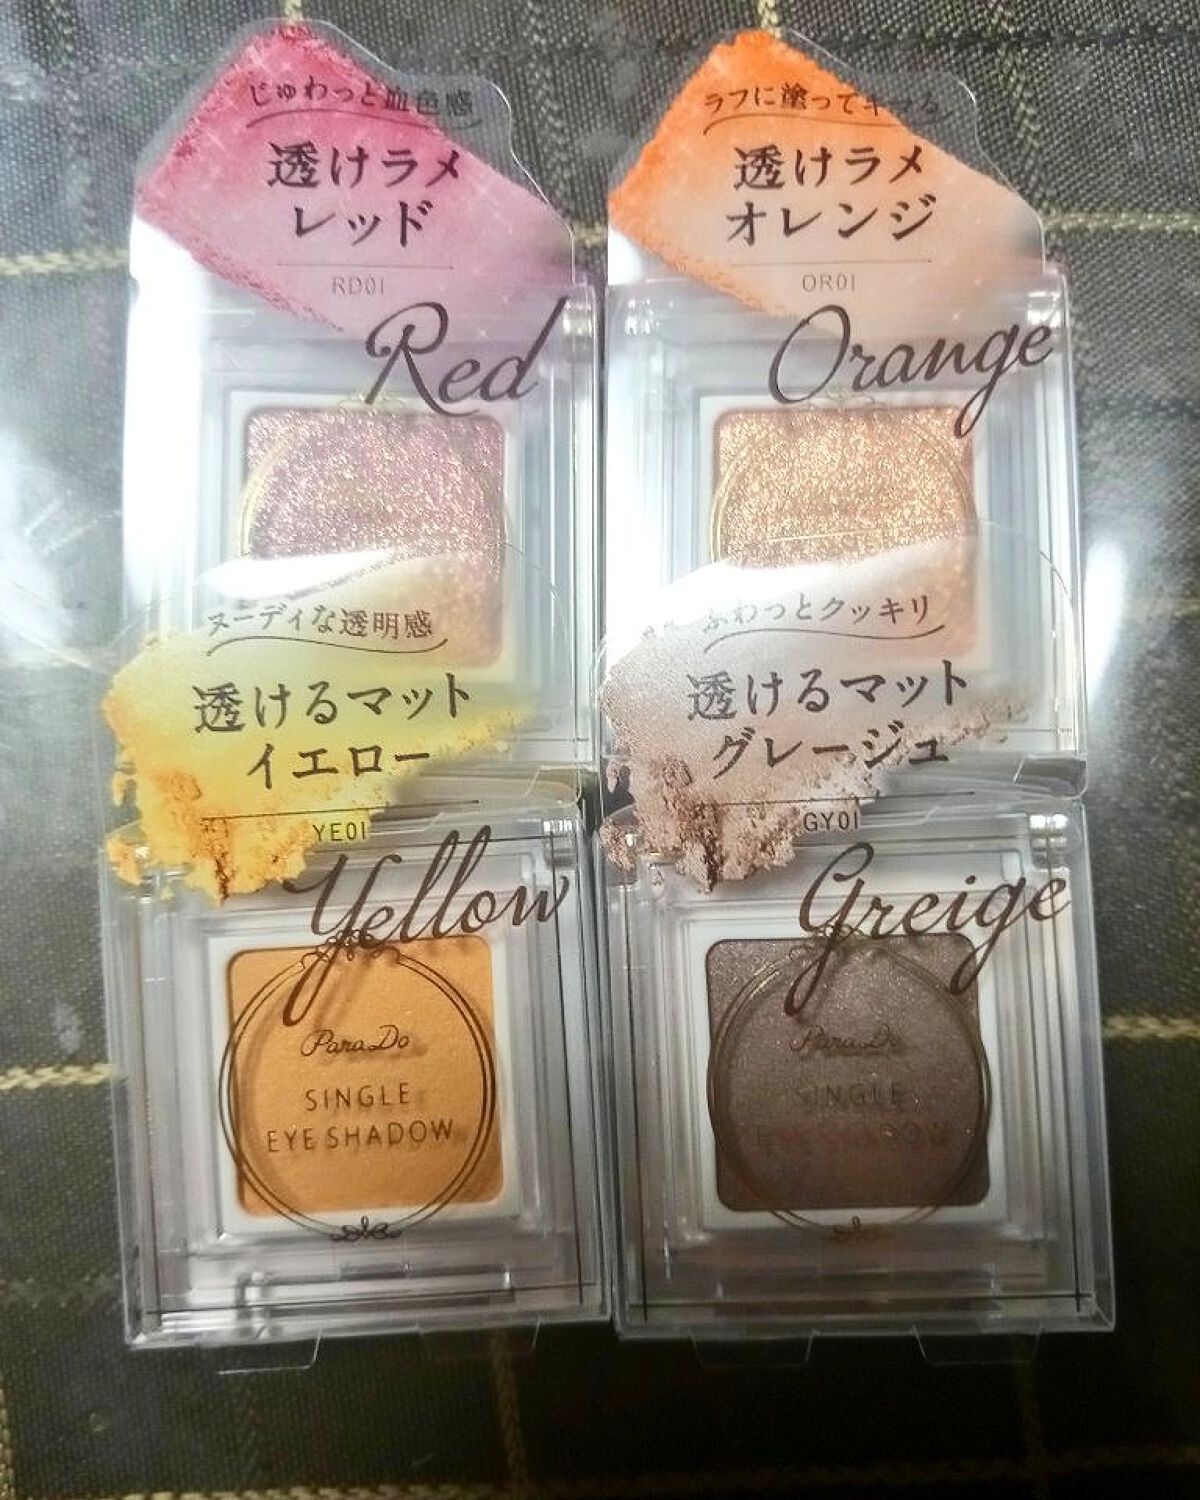 じゅわっと血色感
透けラメ
レッド
RD01
Red
ラフに塗ってキマる
透けラメ
オレンジ
OR01
Orange
ヌーディな透明感
透けるマット
イエロー
YE01
Yellow
ParaDo
SINGLE
EYE SHADOW
ふわっとクッキリ
透けるマット
グレージュ
GY01
Greige
ParaDo
SINGLE
EYE SHADOW